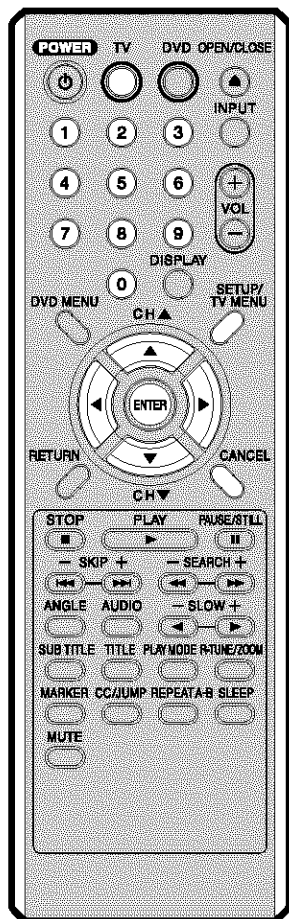 POWER TV DVD OPEN/CLOSE
INPUT
1 2 3
4 5 6 +
VOL
7 8 9 −
DISPLAY
0
DVD MENU SETUP/
TV MENU
CH▲
▲
◀ ENTER ▶
▼
RETURN CANCEL
CH▼
STOP PLAY PAUSE/STILL
− SKIP + − SEARCH +
ANGLE AUDIO − SLOW +
SUB TITLE TITLE PLAY MODE R-TUNE/ZOOM
MARKER CC/JUMP REPEAT A-B SLEEP
MUTE